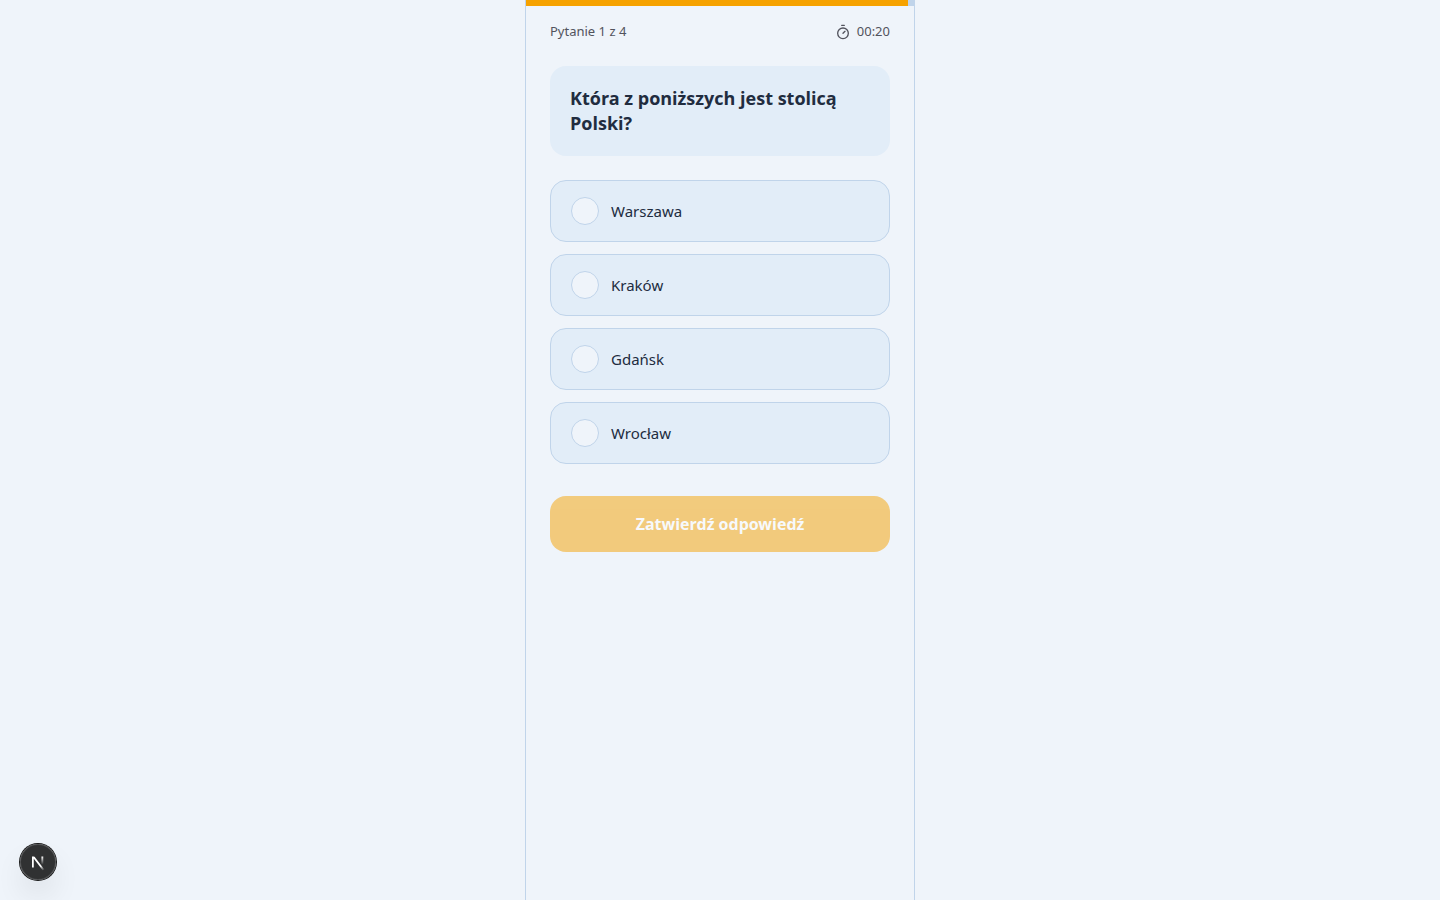 Pytanie 1 z 4
00:20
Która z poniższych jest stolicą
Polski?
Warszawa
Kraków
Gdańsk
Wrocław
Zatwierdź odpowiedź
N